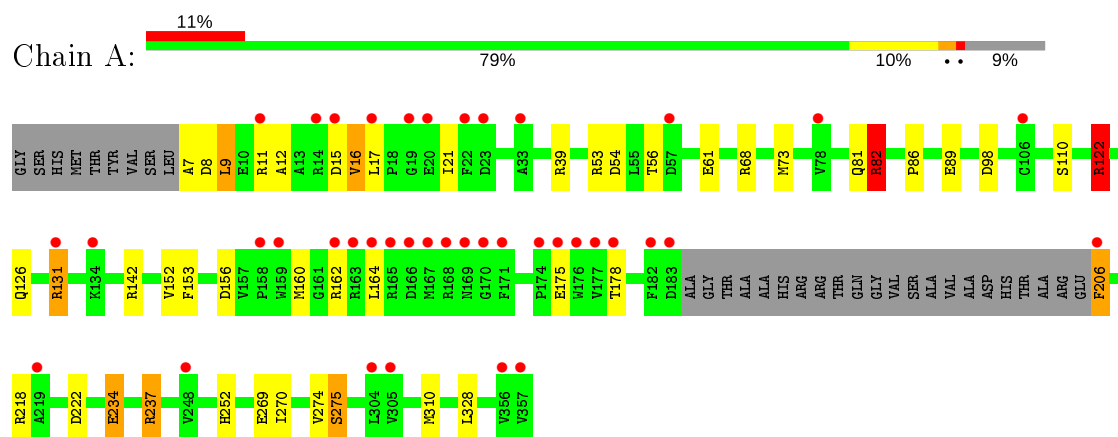 11%
Chain A:
79% 10% • • 9%
GLY SER HIS MET THR TYR VAL SER LEU A7 D8 L9 E10 R11 A12 A13 R14 D15 V16 L17 P18 G19 E20 I21 F22 D23 A33 R39 R53 D54 L55 T56 D57 E61 R68 M73 V78 Q81 R82 P86 E89 D98 C106 S110 R122
Q126 R131 K134 R142 V152 F153 D156 V157 P158 W159 M160 G161 R162 R163 L164 R165 D166 M167 R168 N169 G170 F171 P174 E175 W176 V177 T178 F182 D183 ALA GLY THR ALA ALA HIS ARG ARG THR GLN GLY VAL SER ALA VAL ALA ASP HIS THR ALA ARG GLU F206
R218 A219 D222 E234 R237 V248 H252 E269 I270 V274 S275 L304 V305 M310 L328 V356 V357